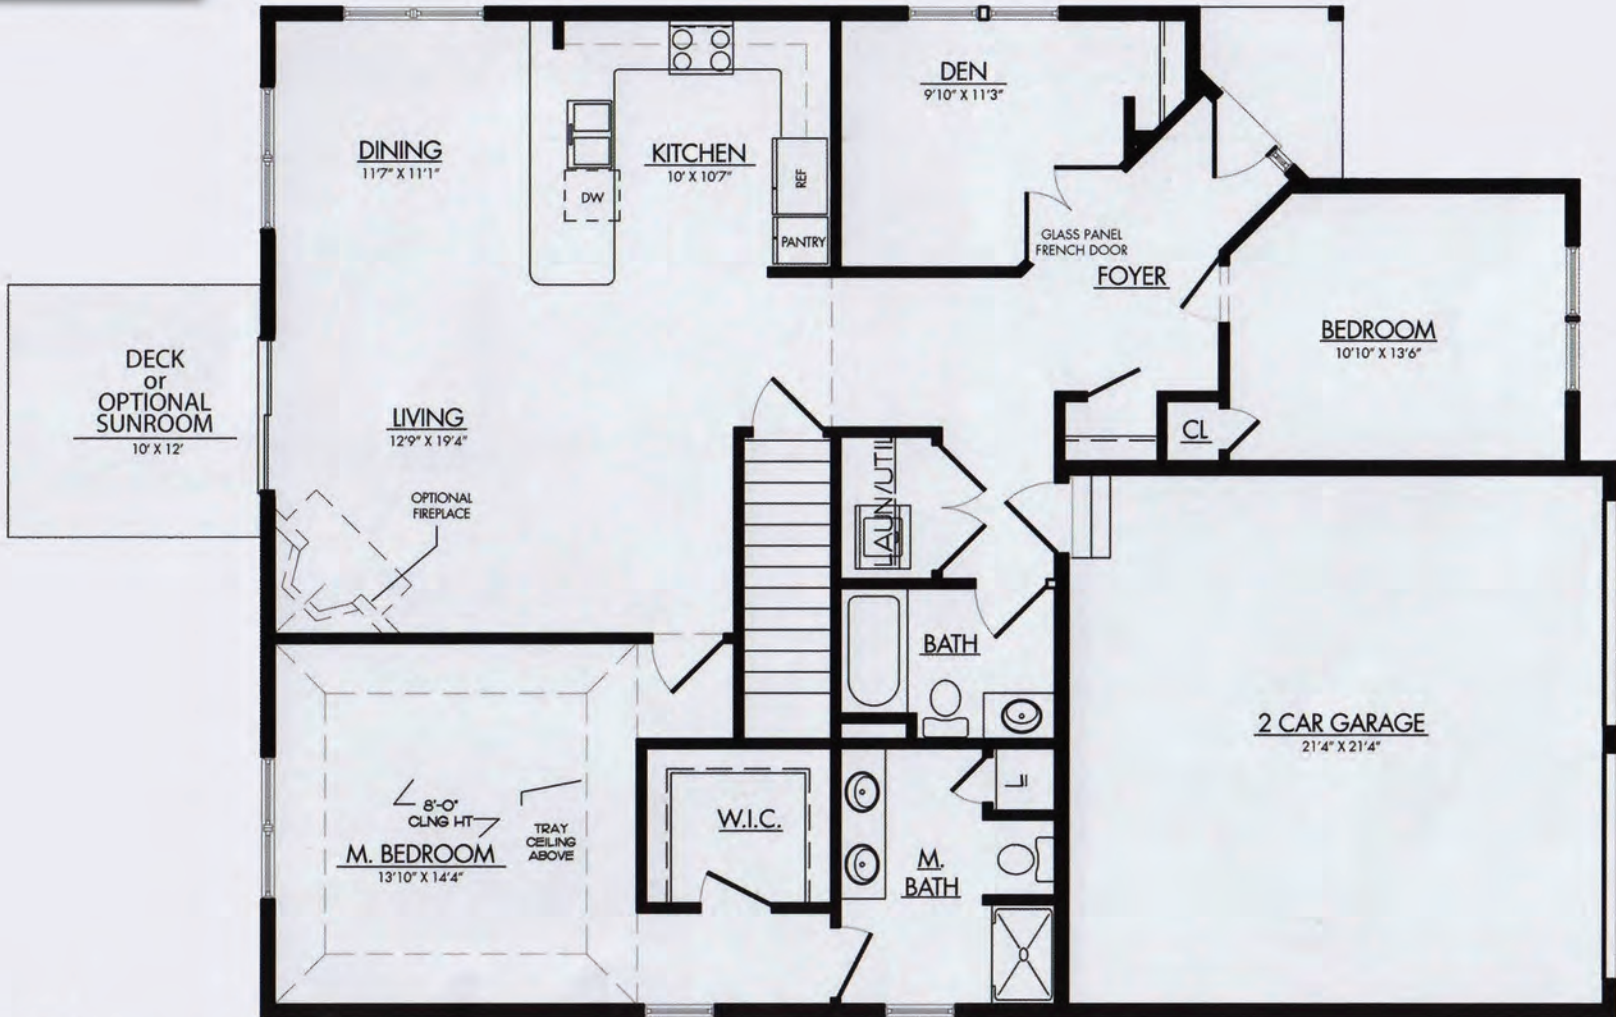 DEN
9'10" X 11'3"
DINING
11'7" X 11'1"
KITCHEN
10' X 10'7"
REF
DW
PANTRY
GLASS PANEL
FRENCH DOOR
FOYER
BEDROOM
10'10" X 13'6"
DECK
or
OPTIONAL
SUNROOM
10' X 12'
LIVING
12'9" X 19'4"
CL
LAUN/UTIL
OPTIONAL
FIREPLACE
BATH
2 CAR GARAGE
21'4" X 21'4"
8'-0"
CLNG HT
TRAY
CEILING
ABOVE
M. BEDROOM
13'10" X 14'4"
W.I.C.
M.
BATH